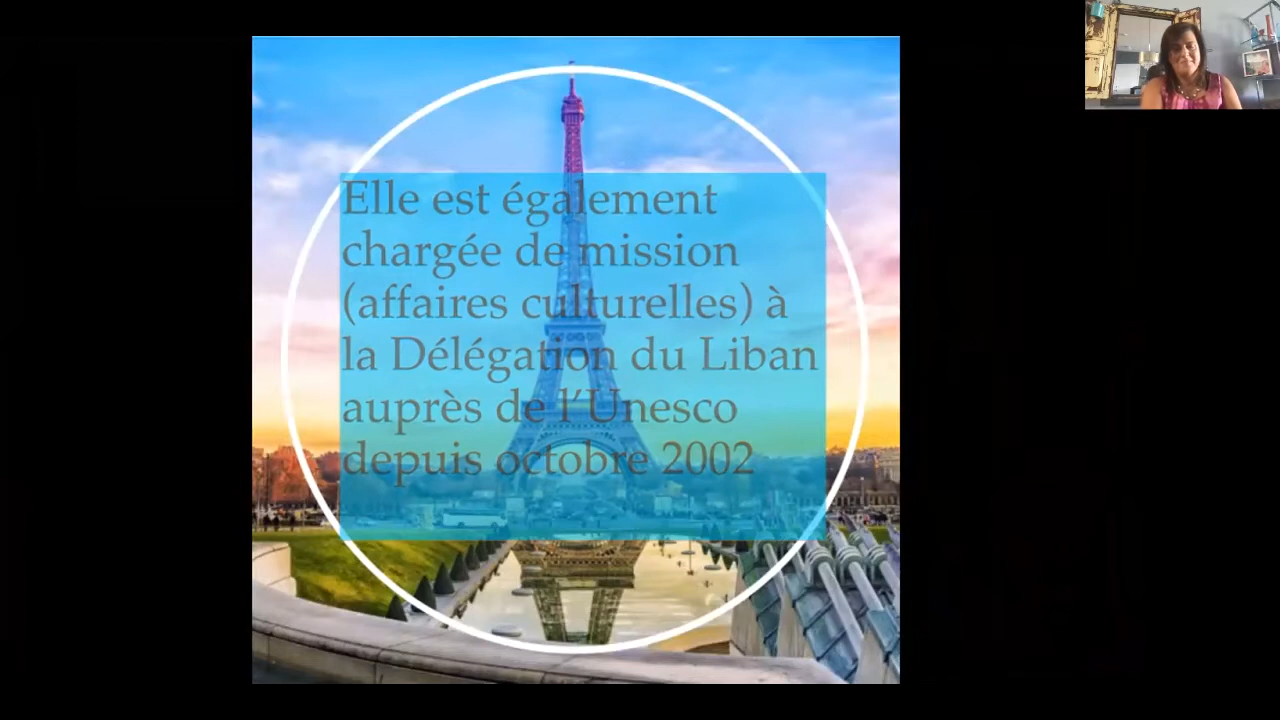 Elle est également
chargée de mission
(affaires culturelles) à
la Délégation du Liban
auprès de l’Unesco
depuis octobre 2002